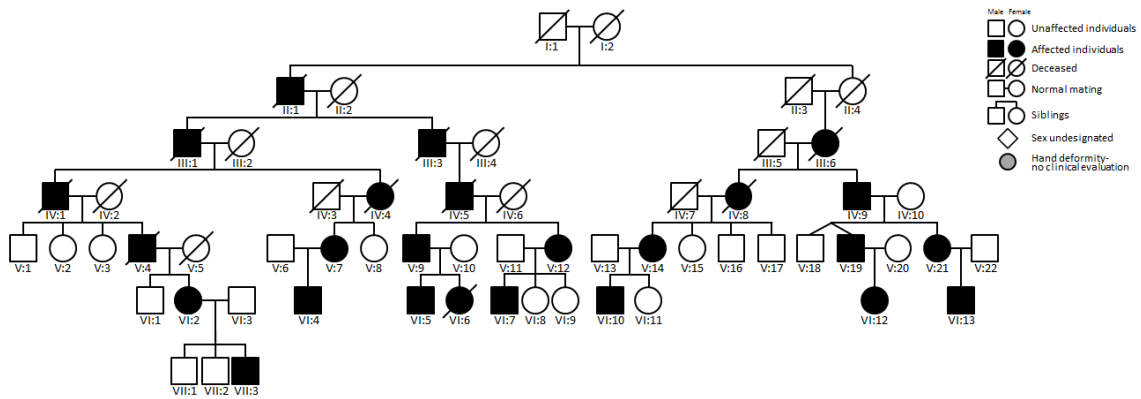 Male Female
Unaffected individuals
Affected individuals
Deceased
Normal mating
Siblings
Sex undesignated
Hand deformity-
no clinical evaluation
I:1 I:2
II:1 II:2 II:3 II:4
III:1 III:2 III:3 III:4 III:5 III:6
IV:1 IV:2 IV:3 IV:4 IV:5 IV:6 IV:7 IV:8 IV:9 IV:10
V:1 V:2 V:3 V:4 V:5 V:6 V:7 V:8 V:9 V:10 V:11 V:12 V:13 V:14 V:15 V:16 V:17 V:18 V:19 V:20 V:21 V:22
VI:1 VI:2 VI:3 VI:4 VI:5 VI:6 VI:7 VI:8 VI:9 VI:10 VI:11 VI:12 VI:13
VII:1 VII:2 VII:3